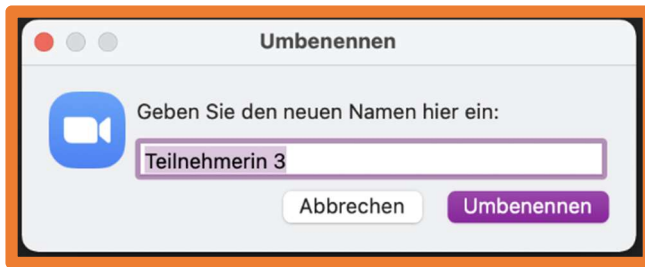 Umbenennen
Geben Sie den neuen Namen hier ein:
Teilnehmerin 3
Abbrechen Umbenennen